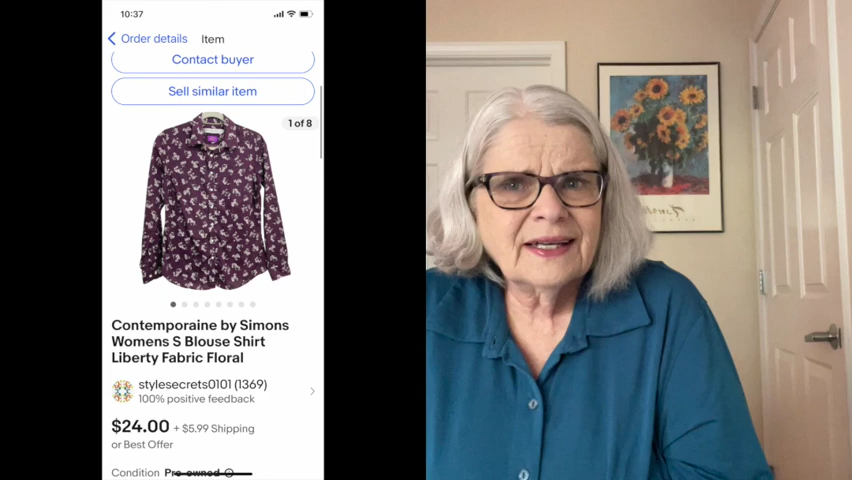 10:37
Order details
Item
Contact buyer
Sell similar item
1 of 8
Contemporaine by Simons
Womens S Blouse Shirt
Liberty Fabric Floral
stylesecrets0101 (1369)
100% positive feedback
$24.00 + $5.99 Shipping
or Best Offer
Condition Pre-owned